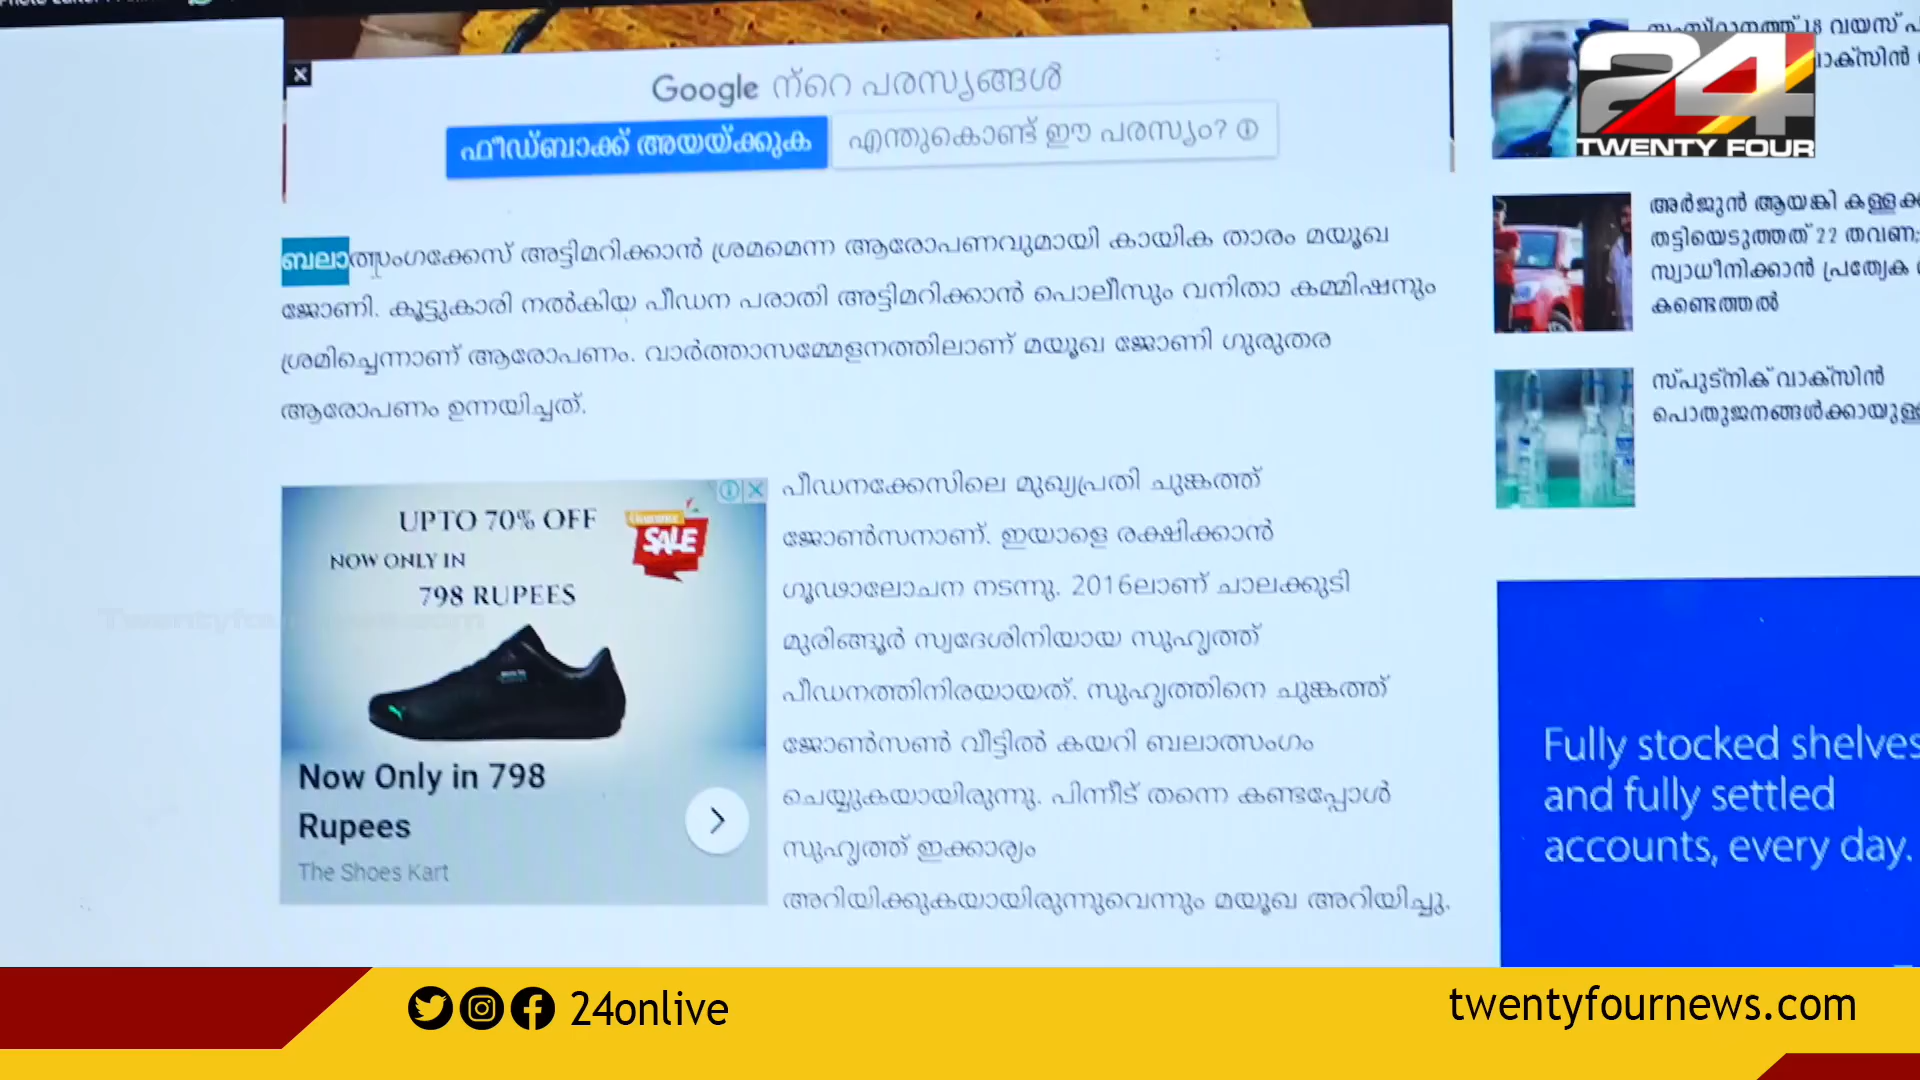 Google ന്റെ പരസ്യങ്ങൾ
ഫീഡ്ബാക്ക് അയയ്ക്കുക
എന്തുകൊണ്ട് ഈ പരസ്യം?
ബലാത്സംഗക്കേസ് അട്ടിമറിക്കാൻ ശ്രമമെന്ന ആരോപണവുമായി കായിക താരം മയൂഖ
ജോണി. കൂട്ടുകാരി നൽകിയ പീഡന പരാതി അട്ടിമറിക്കാൻ പൊലീസും വനിതാ കമ്മിഷനും
ശ്രമിച്ചെന്നാണ് ആരോപണം. വാർത്താസമ്മേളനത്തിലാണ് മയൂഖ ജോണി ഗുരുതര
ആരോപണം ഉന്നയിച്ചത്.
UPTO 70% OFF
NOW ONLY IN
798 RUPEES
SALE
Now Only in 798
Rupees
The Shoes Kart
പീഡനക്കേസിലെ മുഖ്യപ്രതി ചുങ്കത്ത്
ജോൺസനാണ്. ഇയാളെ രക്ഷിക്കാൻ
ഗൂഢാലോചന നടന്നു. 2016ലാണ് ചാലക്കുടി
മുരിങ്ങൂർ സ്വദേശിനിയായ സുഹൃത്ത്
പീഡനത്തിനിരയായത്. സുഹൃത്തിനെ ചുങ്കത്ത്
ജോൺസൺ വീട്ടിൽ കയറി ബലാത്സംഗം
ചെയ്യുകയായിരുന്നു. പിന്നീട് തന്നെ കണ്ടപ്പോൾ
സുഹൃത്ത് ഇക്കാര്യം
അറിയിക്കുകയായിരുന്നുവെന്നും മയൂഖ അറിയിച്ചു.
സംസ്ഥാനത്ത് 18 വയസ്
24
TWENTY FOUR
അർജുൻ ആയങ്കി
തട്ടിയെടുത്തത് 22 തവണ;
സ്വാധീനിക്കാൻ പ്രത്യേക
കണ്ടെത്തൽ
സ്പുട്നിക് വാക്സിൻ
Fully stocked shelves
and fully settled
accounts, every day.
24onlive
twentyfournews.com